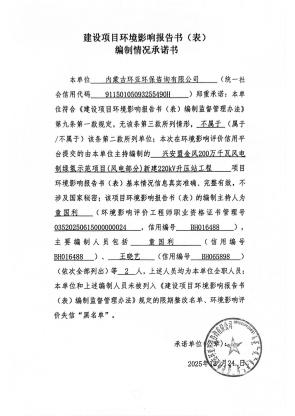 建设项目环境影响报告书（表）
编制情况承诺书
本单位 内蒙古环亚环保咨询有限公司 （统一社
会信用代码 91150105093255490H ）郑重承诺：本单
位符合《建设项目环境影响报告书（表）编制监督管理办法》
第九条第一款规定，无该条第三款所列情形，不属于（属于
/不属于）该条第二款所列单位；本次在环境影响评价信用平
台提交的由本单位主持编制的 兴安盟金风200万千瓦风电
制绿氢示范项目(风电部分)新建220kV升压站工程 项目
环境影响报告书（表）基本情况信息真实准确、完整有效，不
涉及国家秘密；该项目环境影响报告书（表）的编制主持人为
童国利 （环境影响评价工程师职业资格证书管理号
03520250615000000024 ，信用编号 BH016488 ），
主要编制人员包括 童国利 （信用编号
BH016488 ）、 王晓艺 （信用编号 BH065898 ）
（依次全部列出）等 2 人，上述人员均为本单位全职人员；
本单位和上述编制人员未被列入《建设项目环境影响报告书
（表）编制监督管理办法》规定的限期整改名单、环境影响评
价失信“黑名单”。
承诺单位（公章）：
2025年12月24日